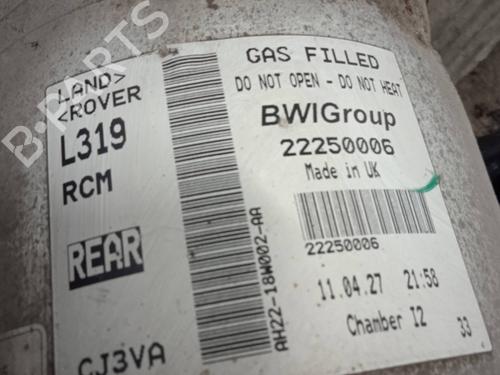 LAND>
<ROVER
L319
RCM
REAR
CJ3VA
AH22-18W002-AA
GAS FILLED
DO NOT OPEN - DO NOT HEAT
BWIGroup
22250006
Made in UK
22250006
11.04.27 21:58
Chamber 12
33
B-PARTS